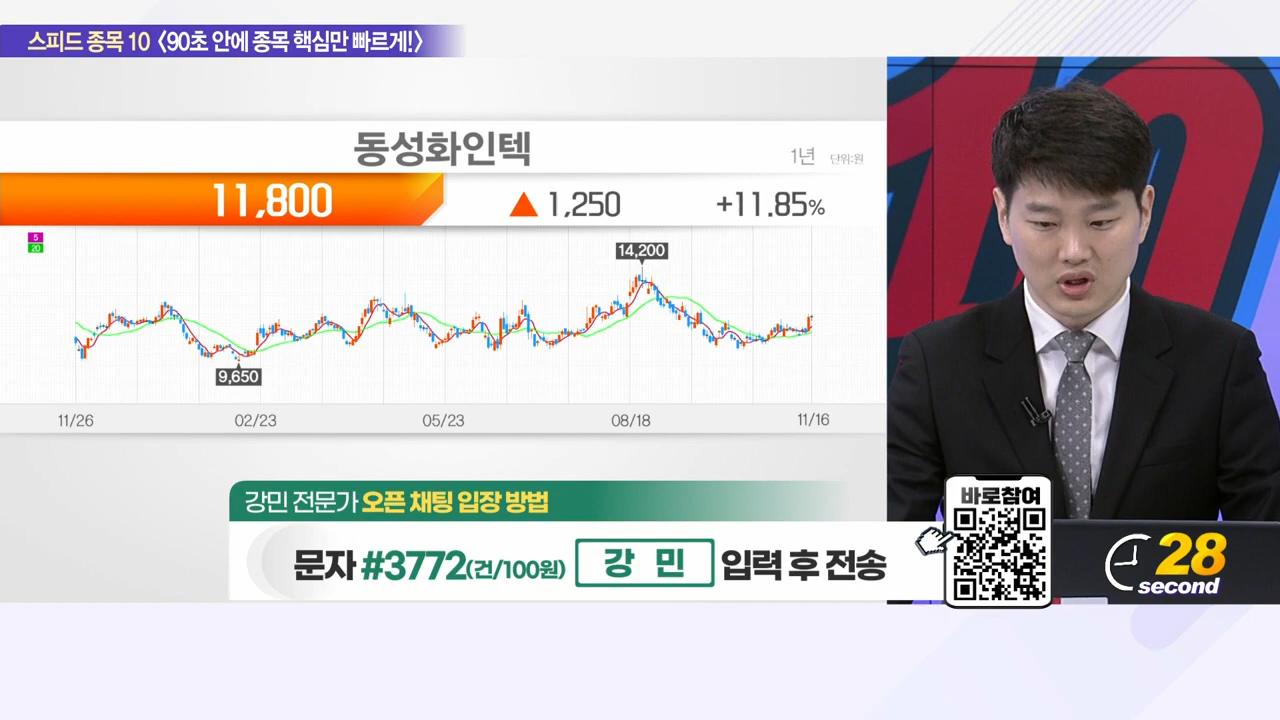 스피드 종목 10 〈90초 안에 종목 핵심만 빠르게!〉
동성화인텍
1년 단위:원
11,800 ▲ 1,250 +11.85%
5
20
14,200
9,650
11/26 02/23 05/23 08/18 11/16
강민 전문가 오픈 채팅 입장 방법
문자 #3772(건/100원) 강 민 입력 후 전송
바로참여
28
second